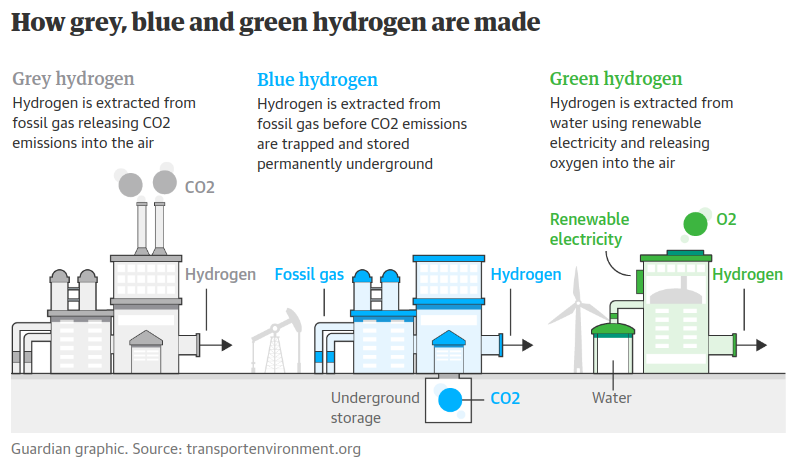 How grey, blue and green hydrogen are made
Grey hydrogen
Hydrogen is extracted from
fossil gas releasing CO2
emissions into the air
Blue hydrogen
Hydrogen is extracted from
fossil gas before CO2 emissions
are trapped and stored
permanently underground
Green hydrogen
Hydrogen is extracted from
water using renewable
electricity and releasing
oxygen into the air
CO2
Hydrogen
Fossil gas
Hydrogen
Underground
storage
CO2
Renewable
electricity
O2
Hydrogen
Water
Guardian graphic. Source: transportenvironment.org